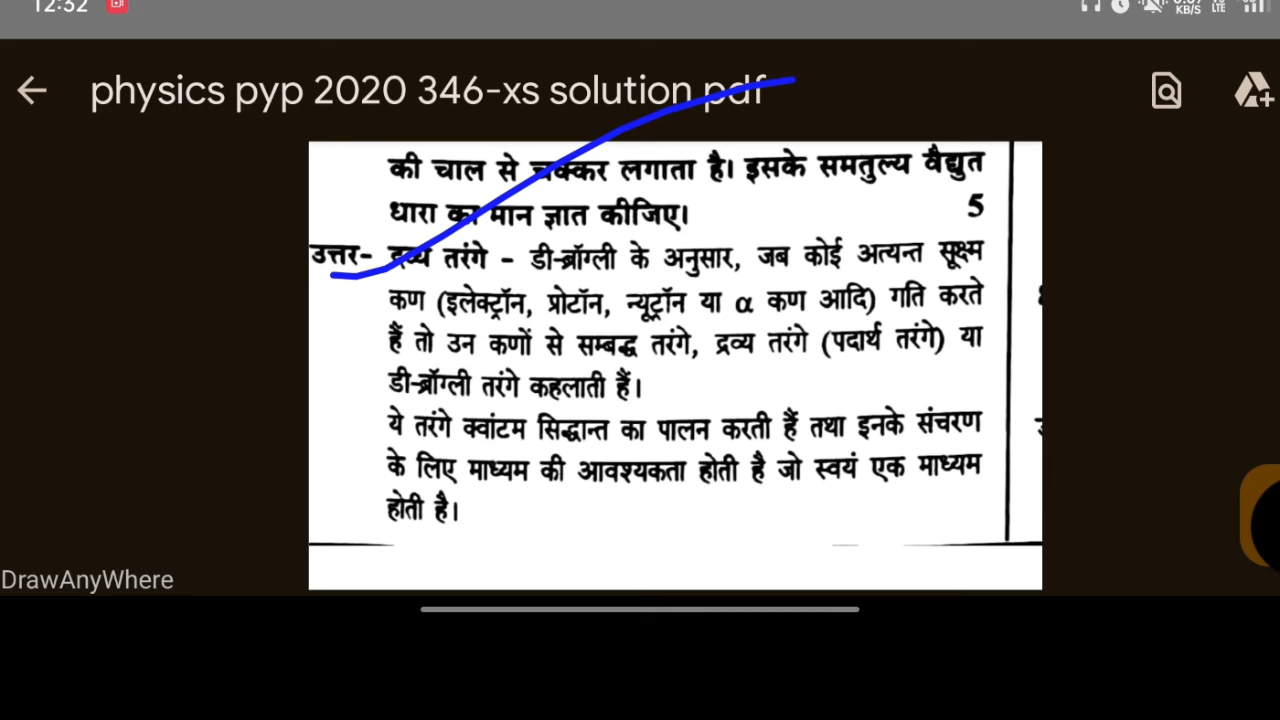 12:32
KB/S LTE
physics pyp 2020 346-xs solution pdf
की चाल से चक्कर लगाता है। इसके समतुल्य वैद्युत
धारा का मान ज्ञात कीजिए। 5
उत्तर- द्रव्य तरंगे - डी-ब्रॉग्ली के अनुसार, जब कोई अत्यन्त सूक्ष्म
कण (इलेक्ट्रॉन, प्रोटॉन, न्यूट्रॉन या α कण आदि) गति करते
हैं तो उन कणों से सम्बद्ध तरंगे, द्रव्य तरंगे (पदार्थ तरंगे) या
डी-ब्रॉग्ली तरंगे कहलाती हैं।
ये तरंगे क्वांटम सिद्धान्त का पालन करती हैं तथा इनके संचरण
के लिए माध्यम की आवश्यकता होती है जो स्वयं एक माध्यम
होती है।
DrawAnyWhere